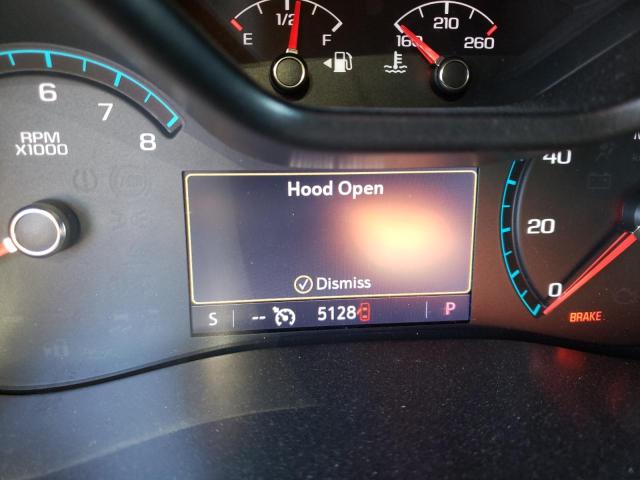 1/2
E F
160 210 260
6
7
8
RPM
X1000
Hood Open
Dismiss
S -- 5128 P
40
20
0
BRAKE